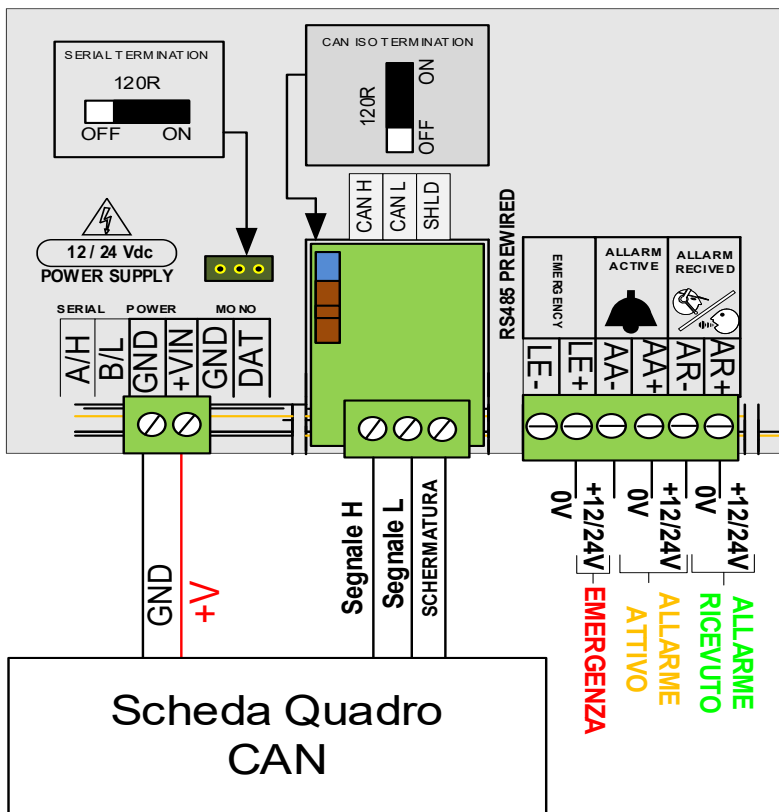 SERIAL TERMINATION
120R
OFF ON
CAN ISO TERMINATION
120R
OFF ON
CAN H
CAN L
SHLD
12 / 24 Vdc
POWER SUPPLY
SERIAL POWER MONO
A/H
B/L
GND
+VIN
GND
DAT
RS485 PREWIRED
EMERGENCY
ALLARM
ACTIVE
ALLARM
RECIVED
LE-
LE+
AA-
AA+
AR-
AR+
GND
+V
Segnale H
Segnale L
SCHERMATURA
0V
+12/24V
0V
+12/24V
0V
+12/24V
EMERGENZA
ALLARME
ATTIVO
ALLARME
RICEVUTO
Scheda Quadro
CAN